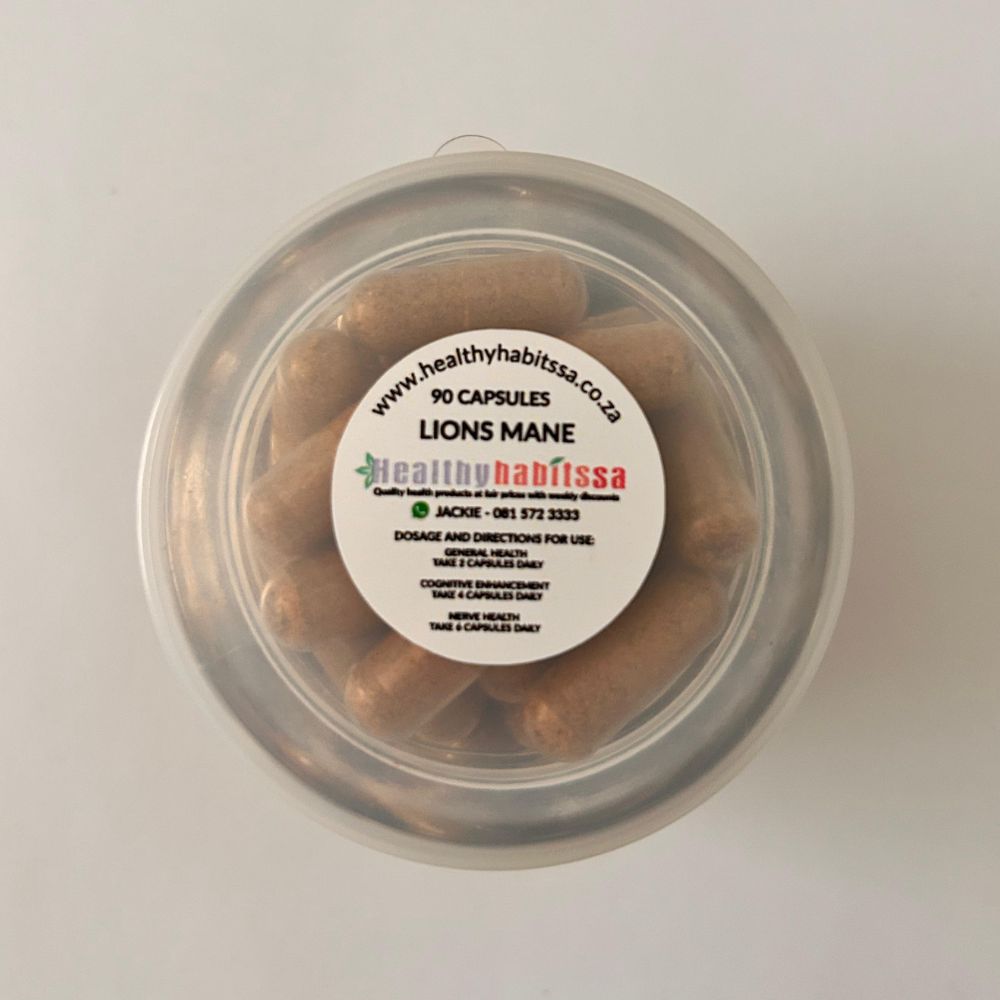 www.healthyhabitssa.co.za
90 CAPSULES
LIONS MANE
Healthyhabitssa
Quality health products at fair prices with weekly discounts
JACKIE - 081 572 3333
DOSAGE AND DIRECTIONS FOR USE:
GENERAL HEALTH
TAKE 2 CAPSULES DAILY
COGNITIVE ENHANCEMENT
TAKE 4 CAPSULES DAILY
NERVE HEALTH
TAKE 6 CAPSULES DAILY